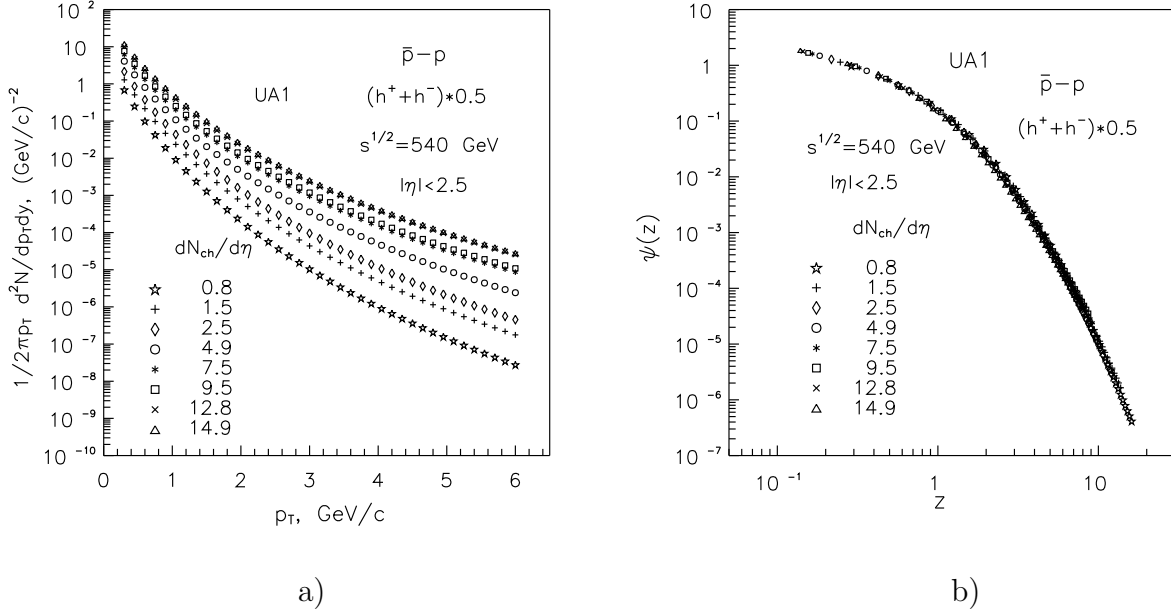 10 ²
10
1
10 ⁻¹
10 ⁻²
10 ⁻³
10 ⁻⁴
10 ⁻⁵
10 ⁻⁶
10 ⁻⁷
10 ⁻⁸
10 ⁻⁹
10 ⁻¹⁰
1/2πp_T d²N/dp_Tdy, (GeV/c)⁻²
p̄−p
UA1
(h⁺+h⁻)*0.5
s^{1/2}=540 GeV
|η|<2.5
dN_ch/dη
0.8
1.5
2.5
4.9
7.5
9.5
12.8
14.9
0 1 2 3 4 5 6
p_T, GeV/c
a)
10
1
10 ⁻¹
10 ⁻²
10 ⁻³
10 ⁻⁴
10 ⁻⁵
10 ⁻⁶
10 ⁻⁷
ψ(z)
UA1
p̄−p
(h⁺+h⁻)*0.5
s^{1/2}=540 GeV
|η|<2.5
dN_ch/dη
0.8
1.5
2.5
4.9
7.5
9.5
12.8
14.9
10 ⁻¹ 1 10
z
b)